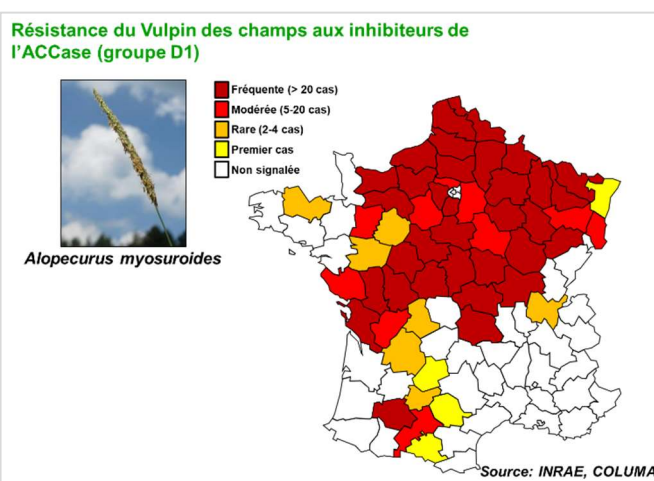 Résistance du Vulpin des champs aux inhibiteurs de
l'ACCase (groupe D1)
Fréquente (> 20 cas)
Modérée (5-20 cas)
Rare (2-4 cas)
Premier cas
Non signalée
Alopecurus myosuroides
Source: INRAE, COLUMA